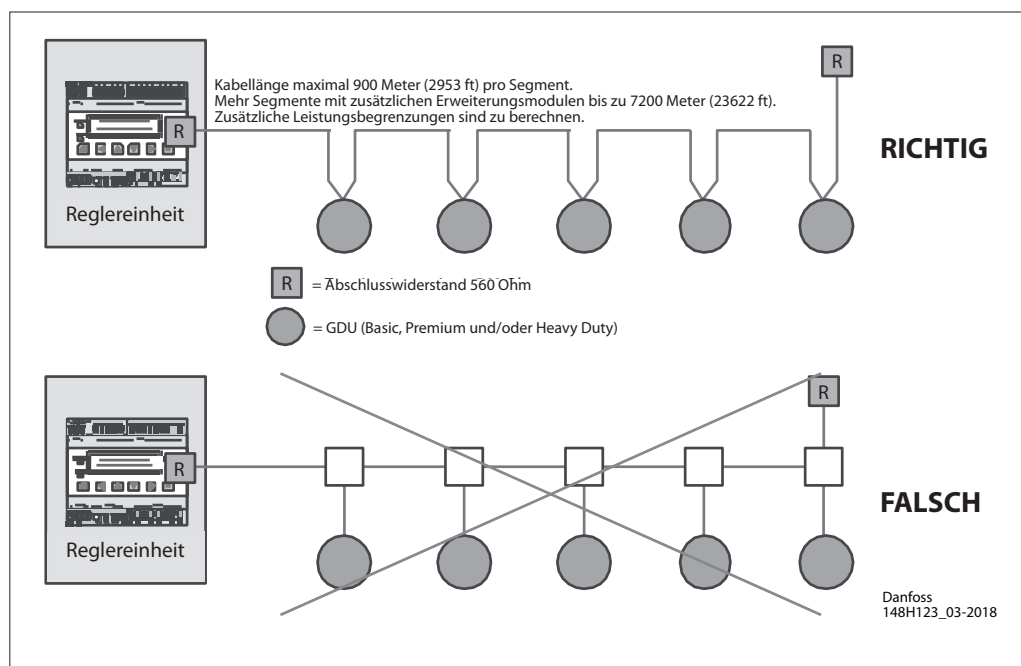 R
Kabellänge maximal 900 Meter (2953 ft) pro Segment.
Mehr Segmente mit zusätzlichen Erweiterungsmodulen bis zu 7200 Meter (23622 ft).
Zusätzliche Leistungsbegrenzungen sind zu berechnen.
R
RICHTIG
Reglereinheit
R = Abschlusswiderstand 560 Ohm
= GDU (Basic, Premium und/oder Heavy Duty)
R
R
FALSCH
Reglereinheit
Danfoss
148H123_03-2018